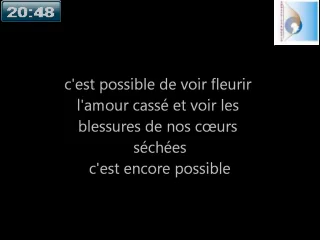 20:48
c'est possible de voir fleurir
l'amour cassé et voir les
blessures de nos cœurs
séchées
c'est encore possible